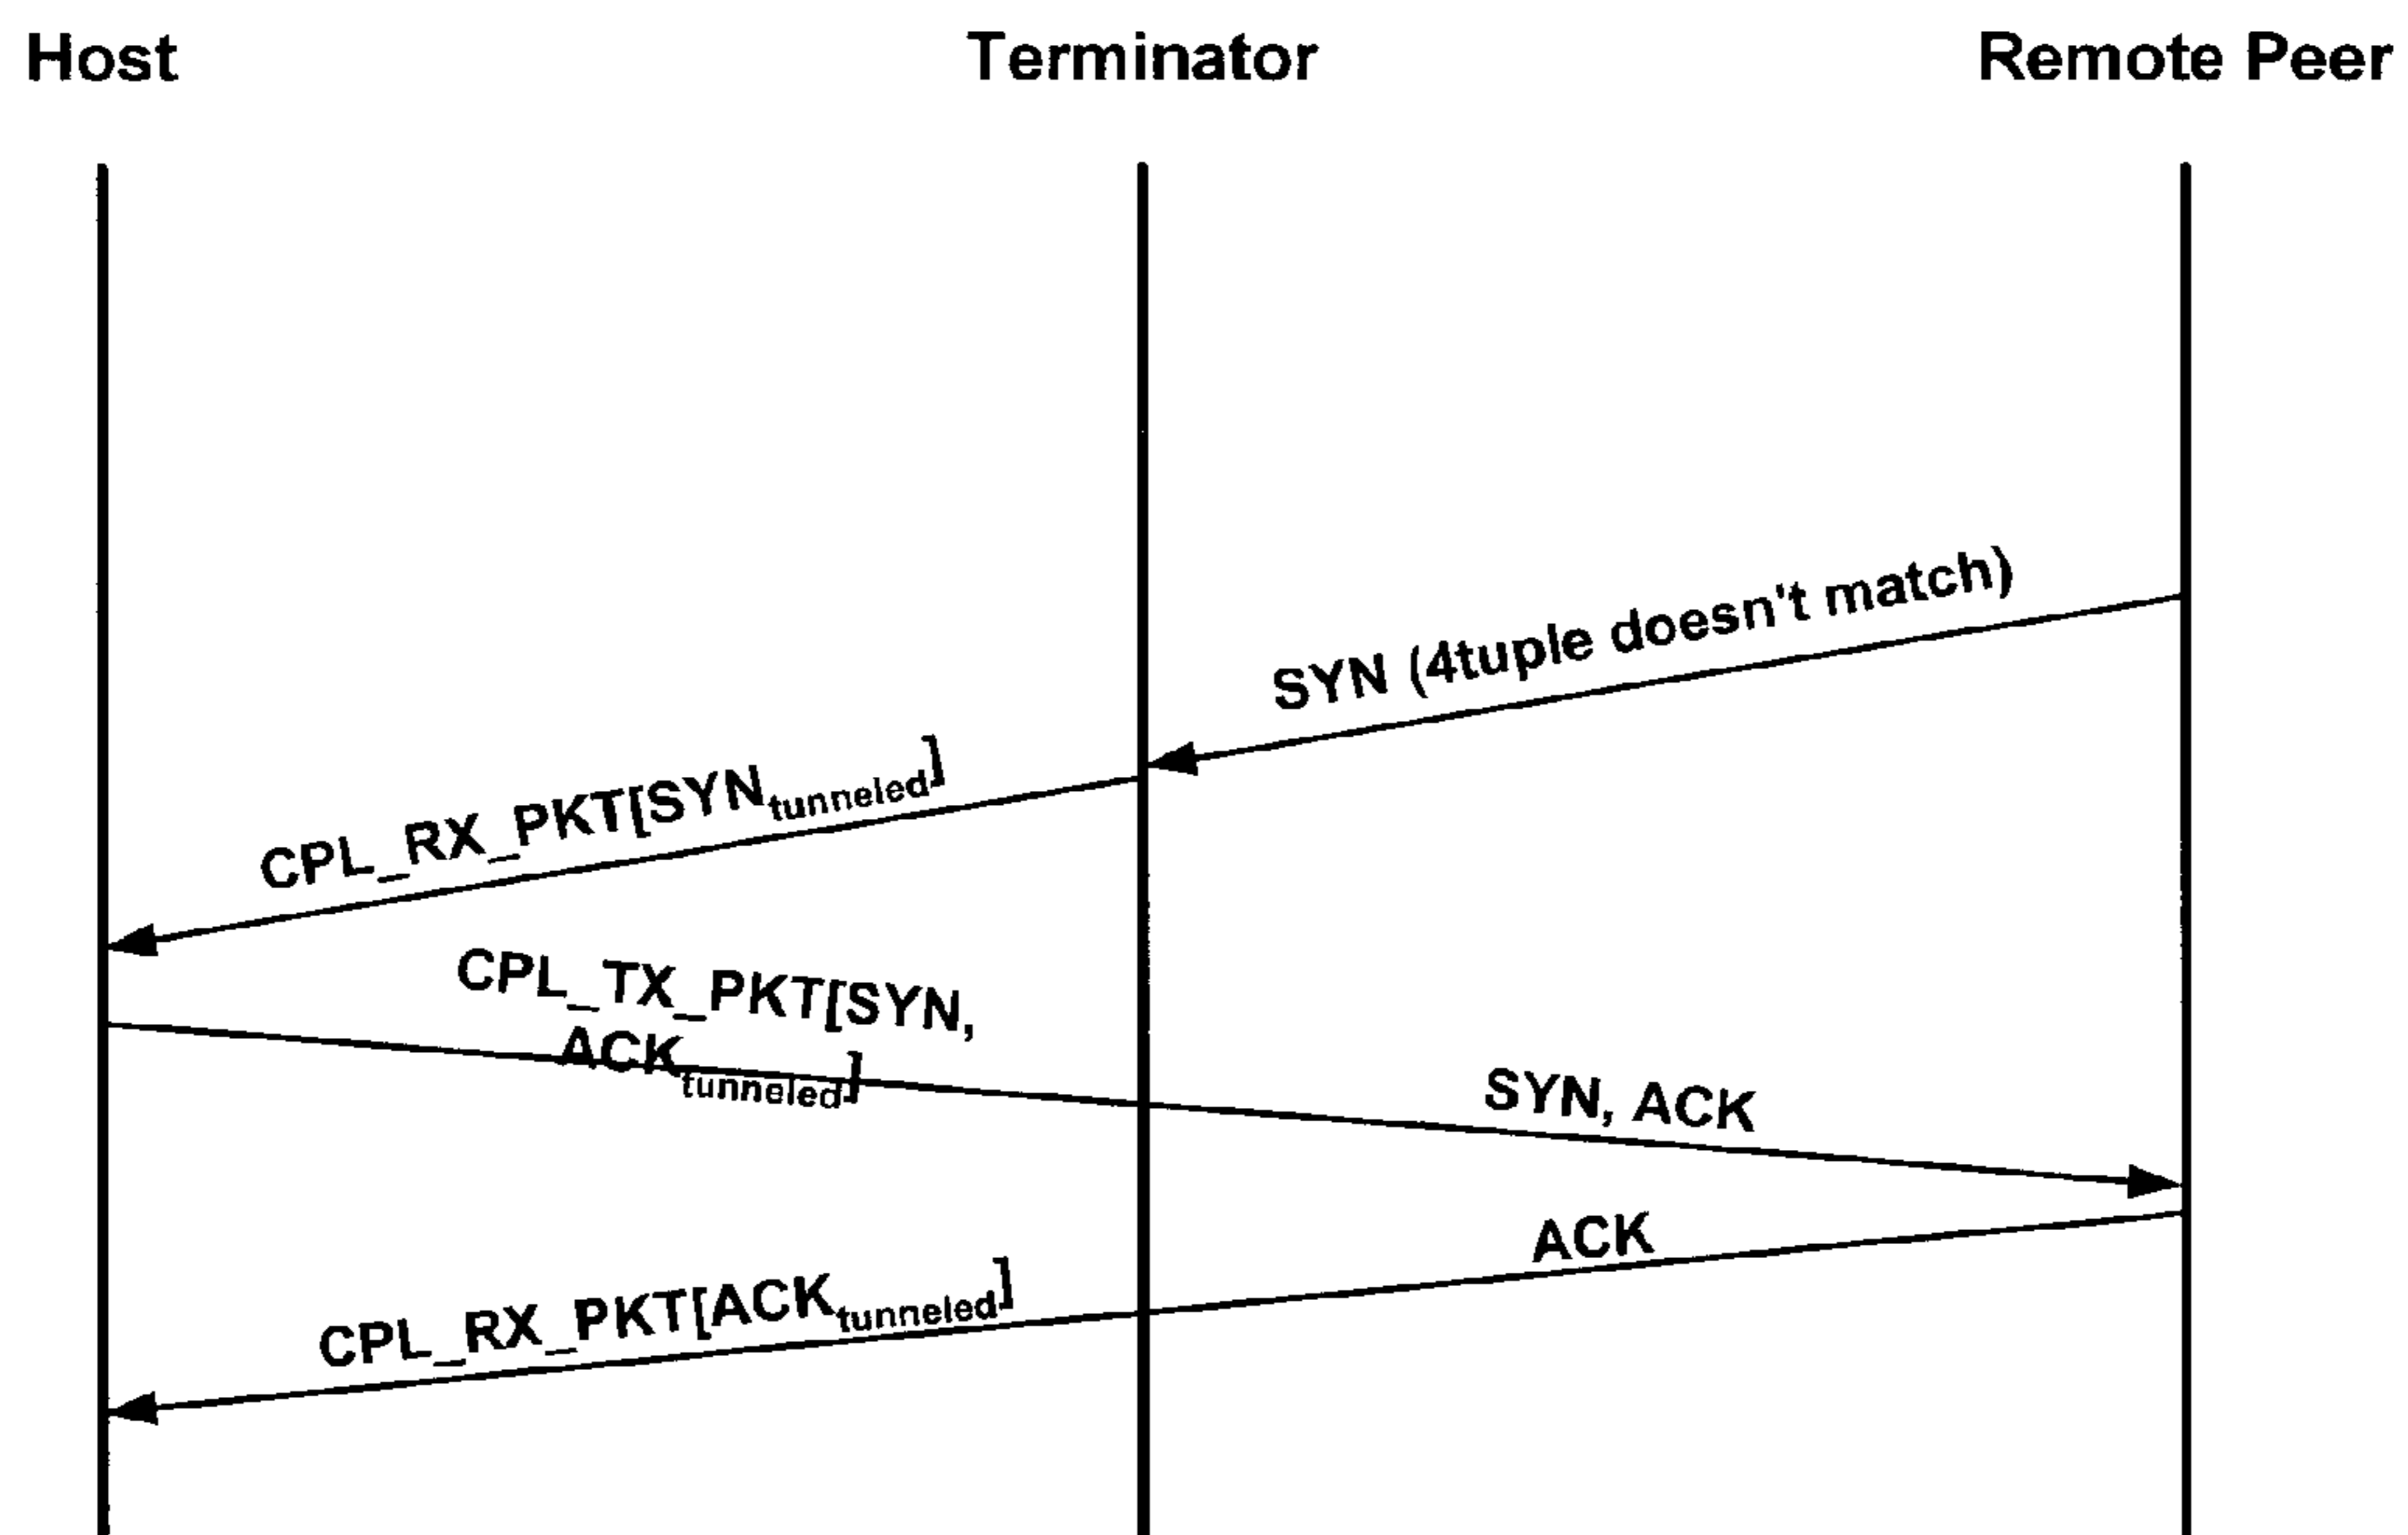 Host
Terminator
Remote Peer
SYN (4tuple doesn't match)
CPL_RX_PKT[SYNtunneled]
CPL_TX_PKT[SYN,
ACKtunneled]
SYN, ACK
ACK
CPL_RX_PKT[ACKtunneled]